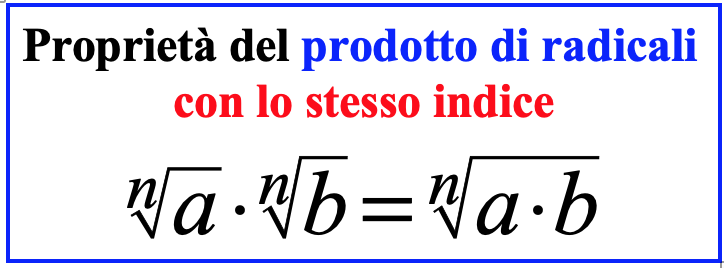 Proprietà del prodotto di radicali
con lo stesso indice
ⁿ√a · ⁿ√b = ⁿ√(a · b)